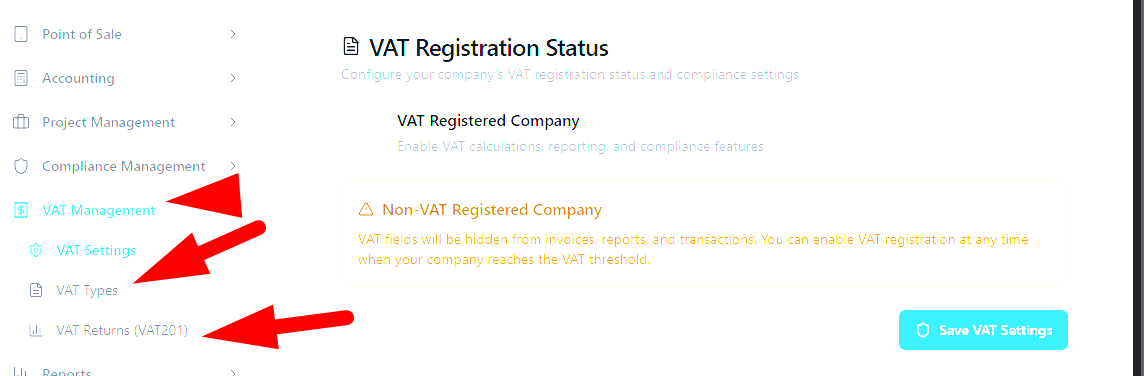 Point of Sale
Accounting
Project Management
Compliance Management
VAT Management
VAT Settings
VAT Types
VAT Returns (VAT201)
Reports
VAT Registration Status
Configure your company's VAT registration status and compliance settings
VAT Registered Company
Enable VAT calculations, reporting, and compliance features
Non-VAT Registered Company
VAT fields will be hidden from invoices, reports, and transactions. You can enable VAT registration at any time
when your company reaches the VAT threshold.
Save VAT Settings